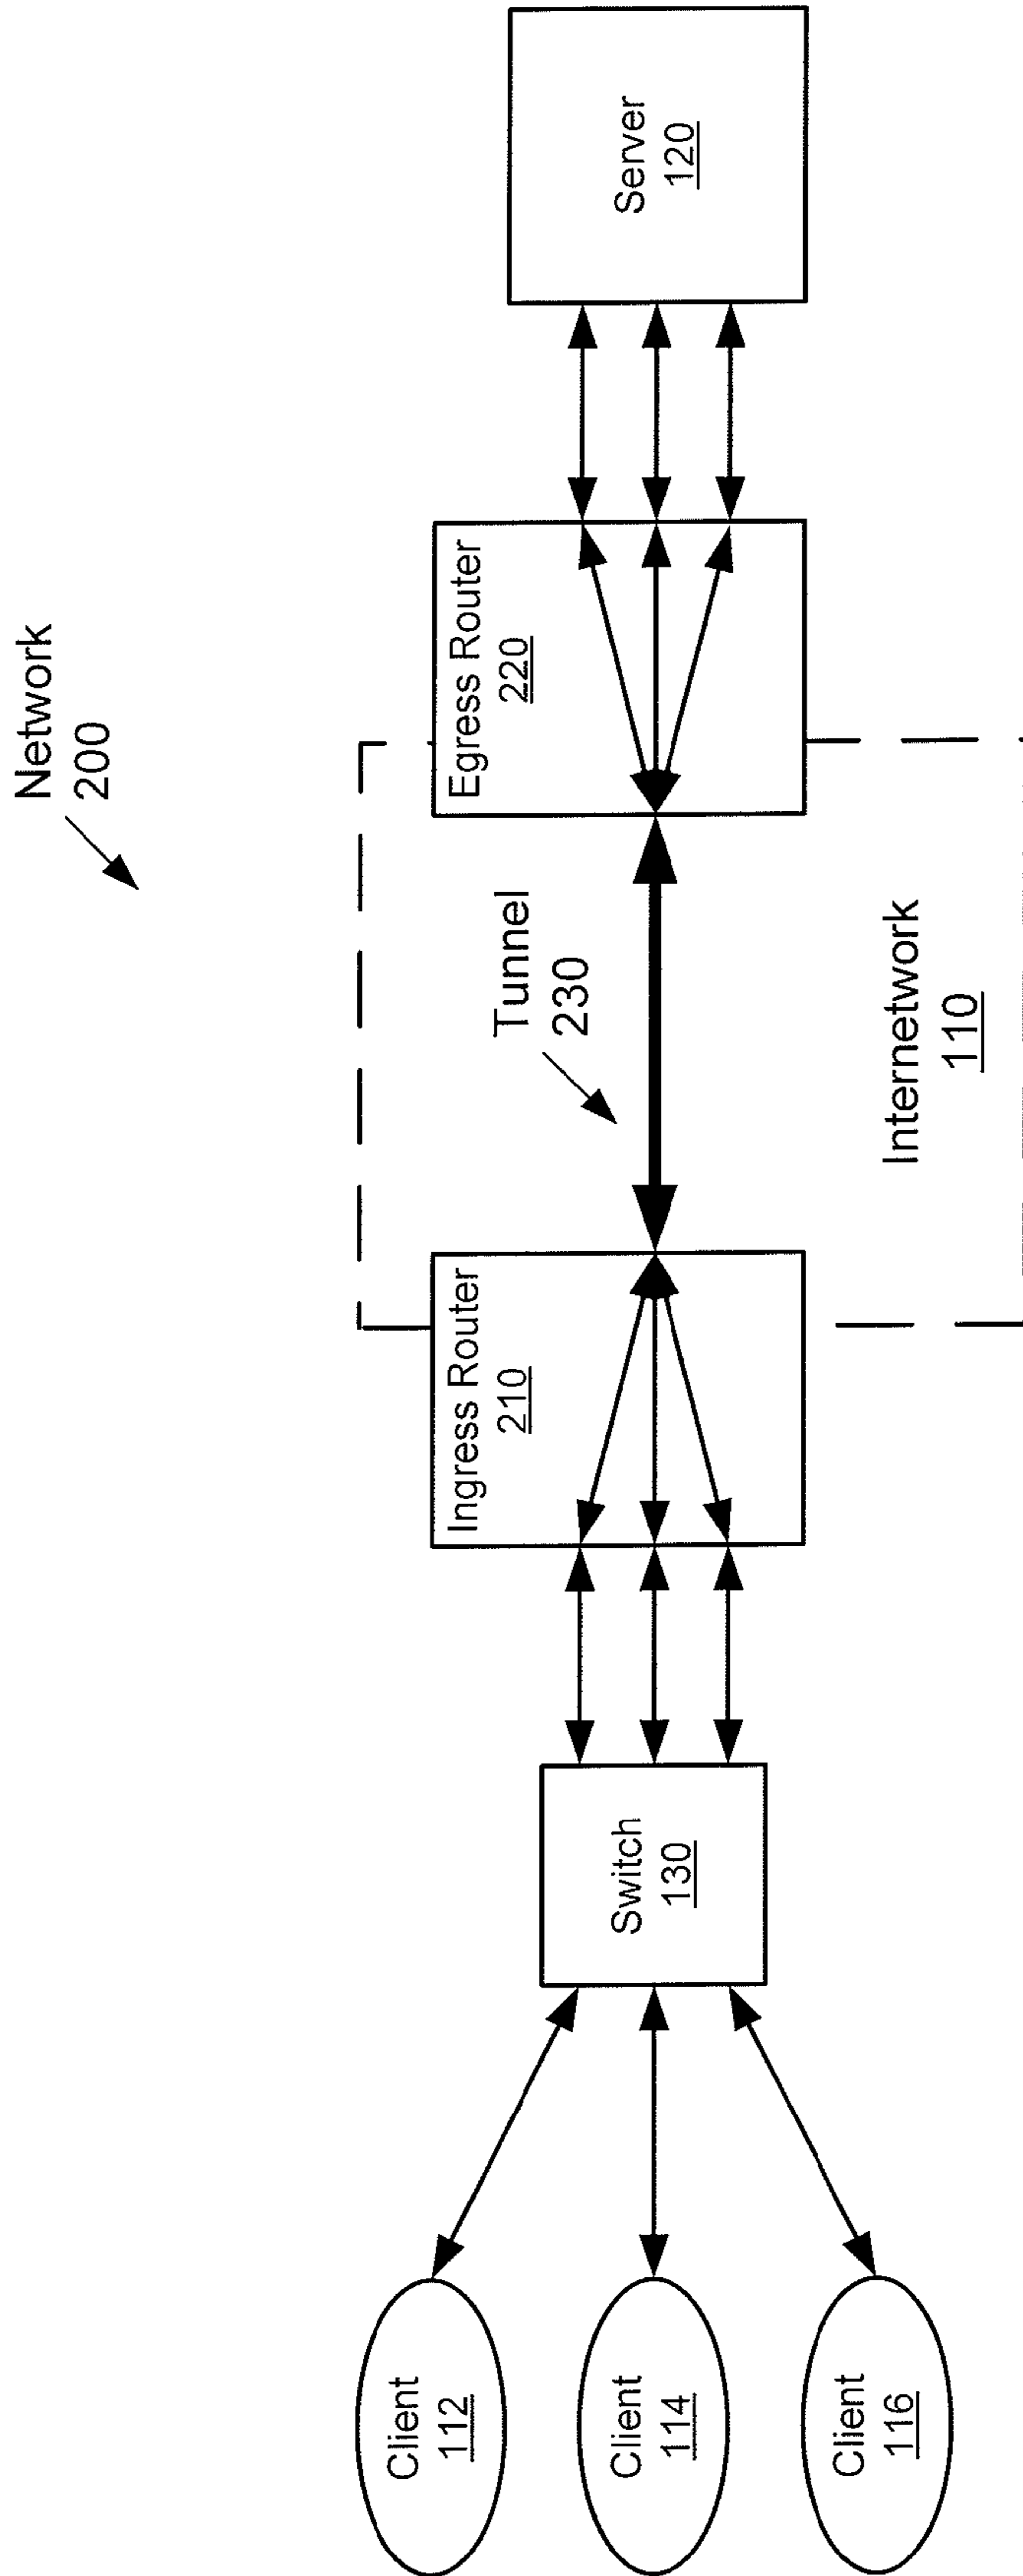 Network
200
Client
112
Client
114
Client
116
Switch
130
Ingress Router
210
Tunnel
230
Internetwork
110
Egress Router
220
Server
120